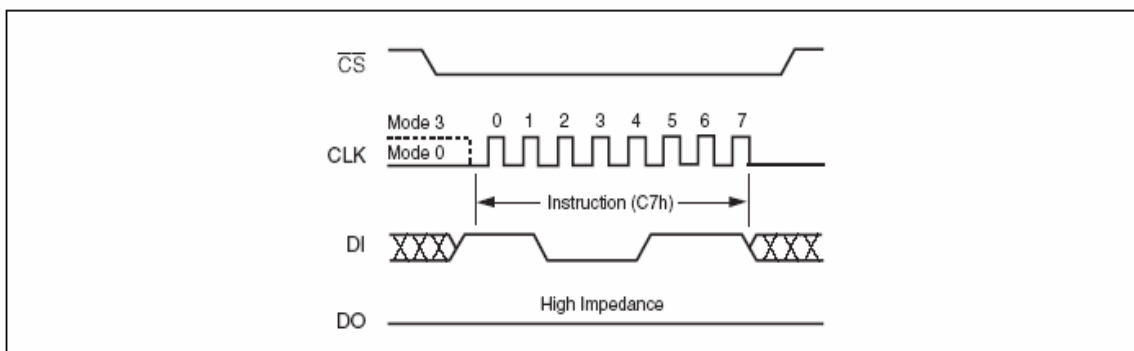 CS
Mode 3
0 1 2 3 4 5 6 7
CLK
Mode 0
Instruction (C7h)
DI
High Impedance
DO